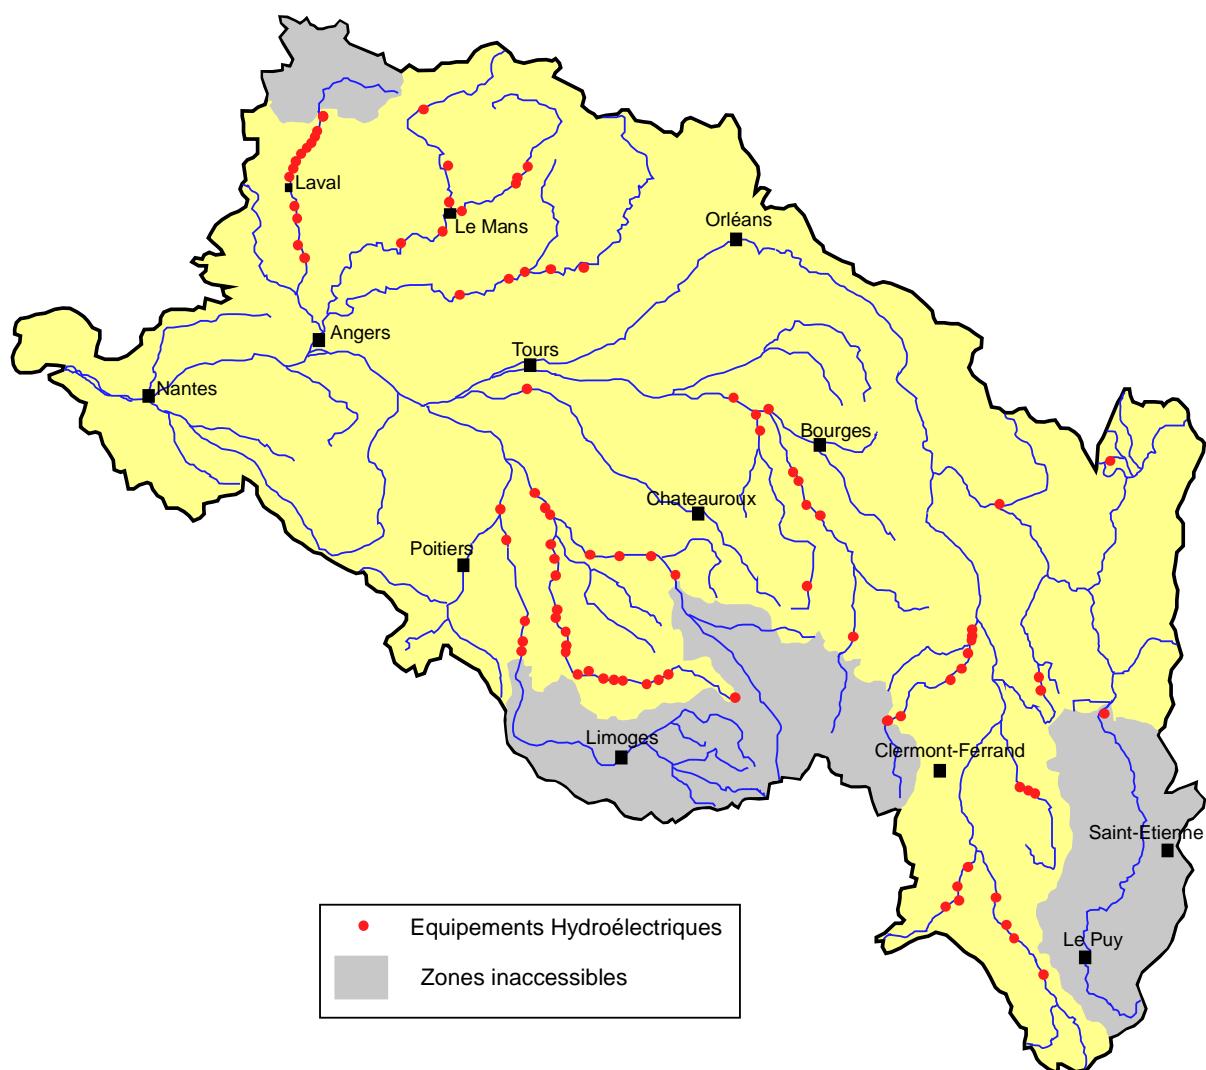 Laval
Le Mans
Orléans
Angers
Tours
Nantes
Bourges
Chateauroux
Poitiers
Limoges
Clermont-Ferrand
Saint-Etienne
Le Puy
Equipements Hydroélectriques
Zones inaccessibles